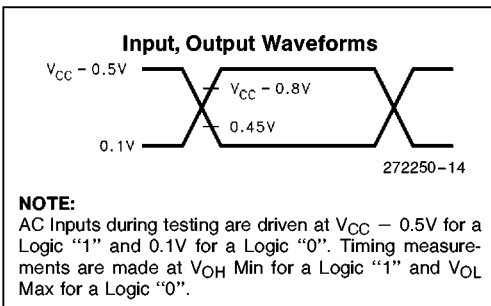 Input, Output Waveforms
VCC − 0.5V
VCC − 0.8V
0.45V
0.1V
272250–14
NOTE:
AC Inputs during testing are driven at VCC − 0.5V for a
Logic “1” and 0.1V for a Logic “0”. Timing measure-
ments are made at VOH Min for a Logic “1” and VOL
Max for a Logic “0”.